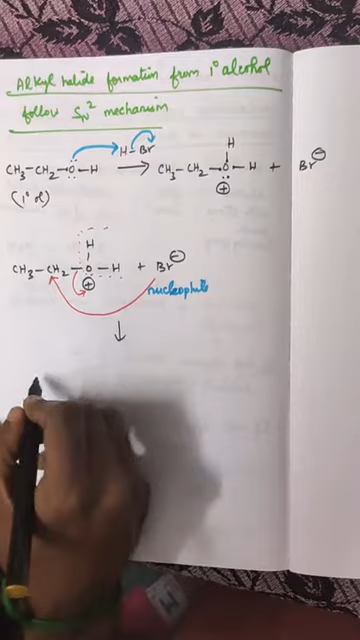 Alkyl halide formation from 1° alcohol
follow SN2 mechanism
H
CH3-CH2-O-H H-Br → CH3-CH2-O-H + Br⊖
⊕
(1° al)
H
CH3-CH2-O-H + Br⊖
⊕ nucleophile
↓